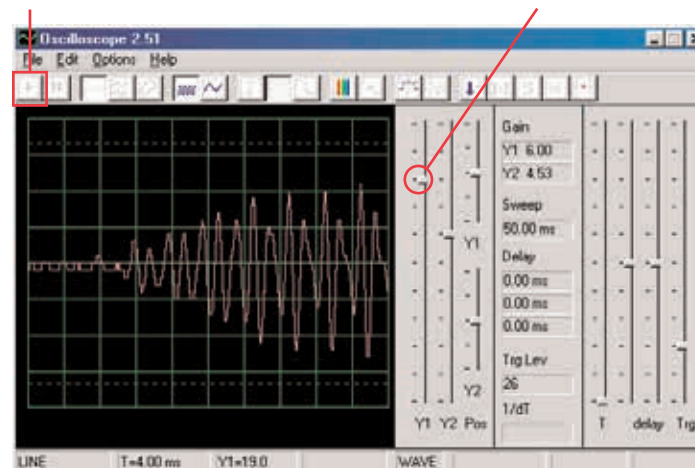 Oscilloscope 2.51
File Edit Options Help
Gain
Y1 6.00
Y2 4.53
Sweep
50.00 ms
Delay
0.00 ms
0.00 ms
0.00 ms
Trg Lev
26
1/dT
Y1
Y2
Y1 Y2 Pos
T delay Trg
LINE T=4.00 ms Y1=19.0 WAVE